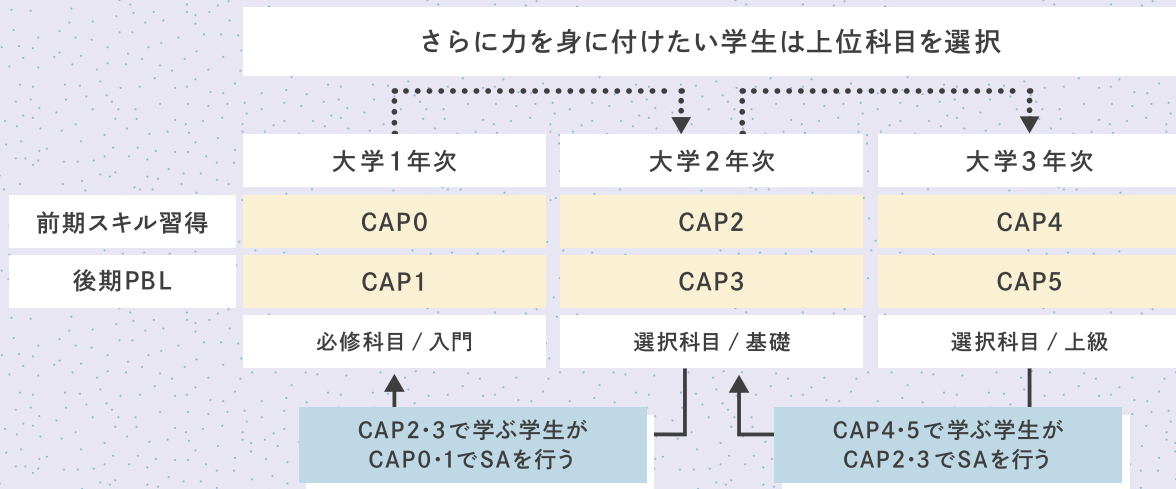 さらに力を身に付けたい学生は上位科目を選択
大学1年次
大学2年次
大学3年次
前期スキル習得
CAP0
CAP2
CAP4
後期PBL
CAP1
CAP3
CAP5
必修科目 / 入門
選択科目 / 基礎
選択科目 / 上級
CAP2・3で学ぶ学生が
CAP0・1でSAを行う
CAP4・5で学ぶ学生が
CAP2・3でSAを行う